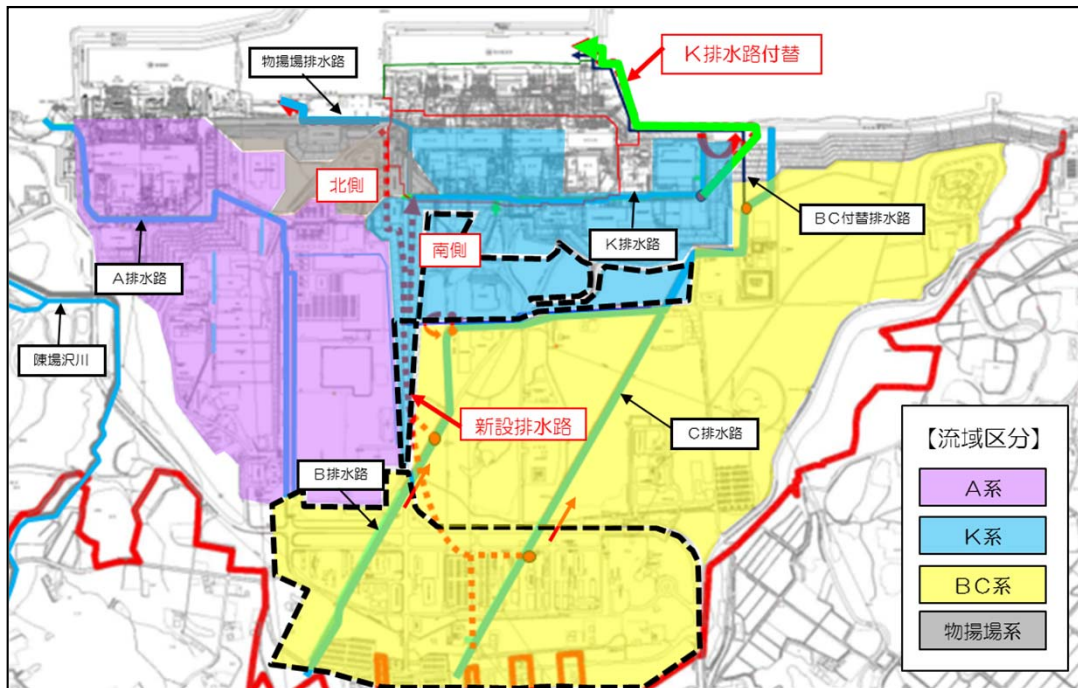 物揚場排水路
K排水路付替
北側
南側
K排水路
BC付替排水路
A排水路
陳場沢川
新設排水路
B排水路
C排水路
【流域区分】
A系
K系
BC系
物揚場系